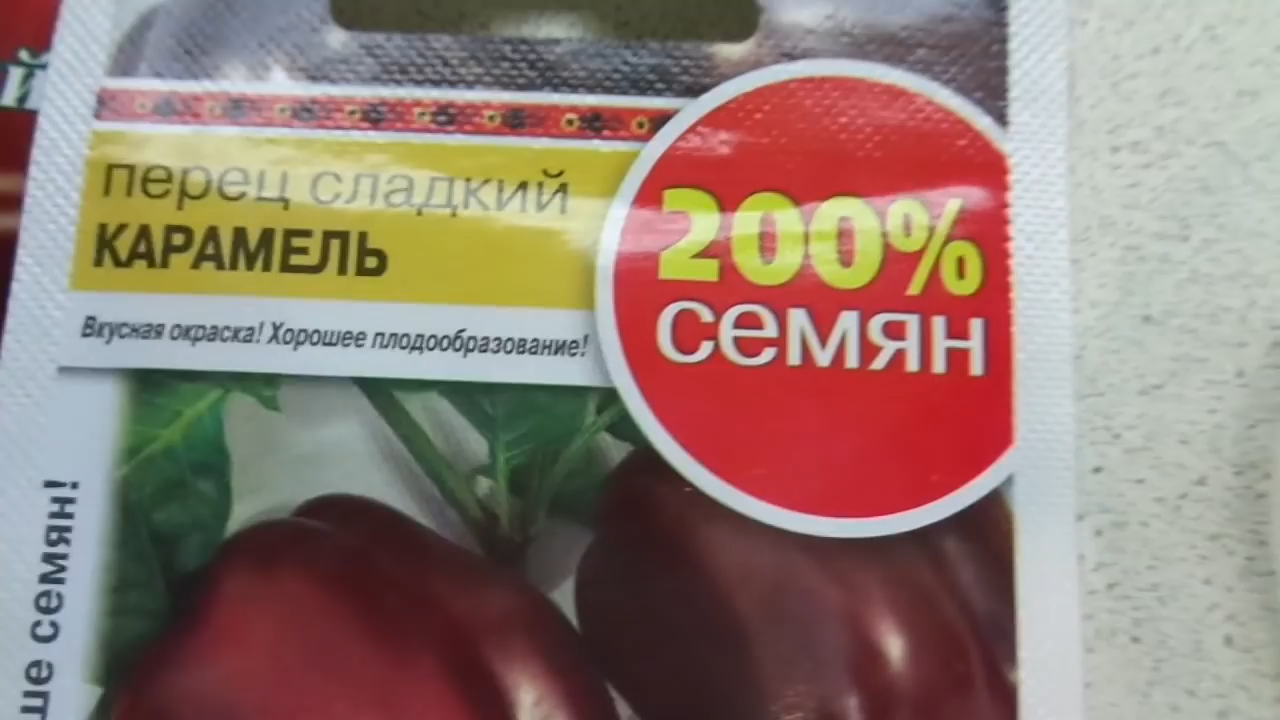 перец сладкий
КАРАМЕЛЬ
Вкусная окраска! Хорошее плодообразование!
200%
семян
семян!